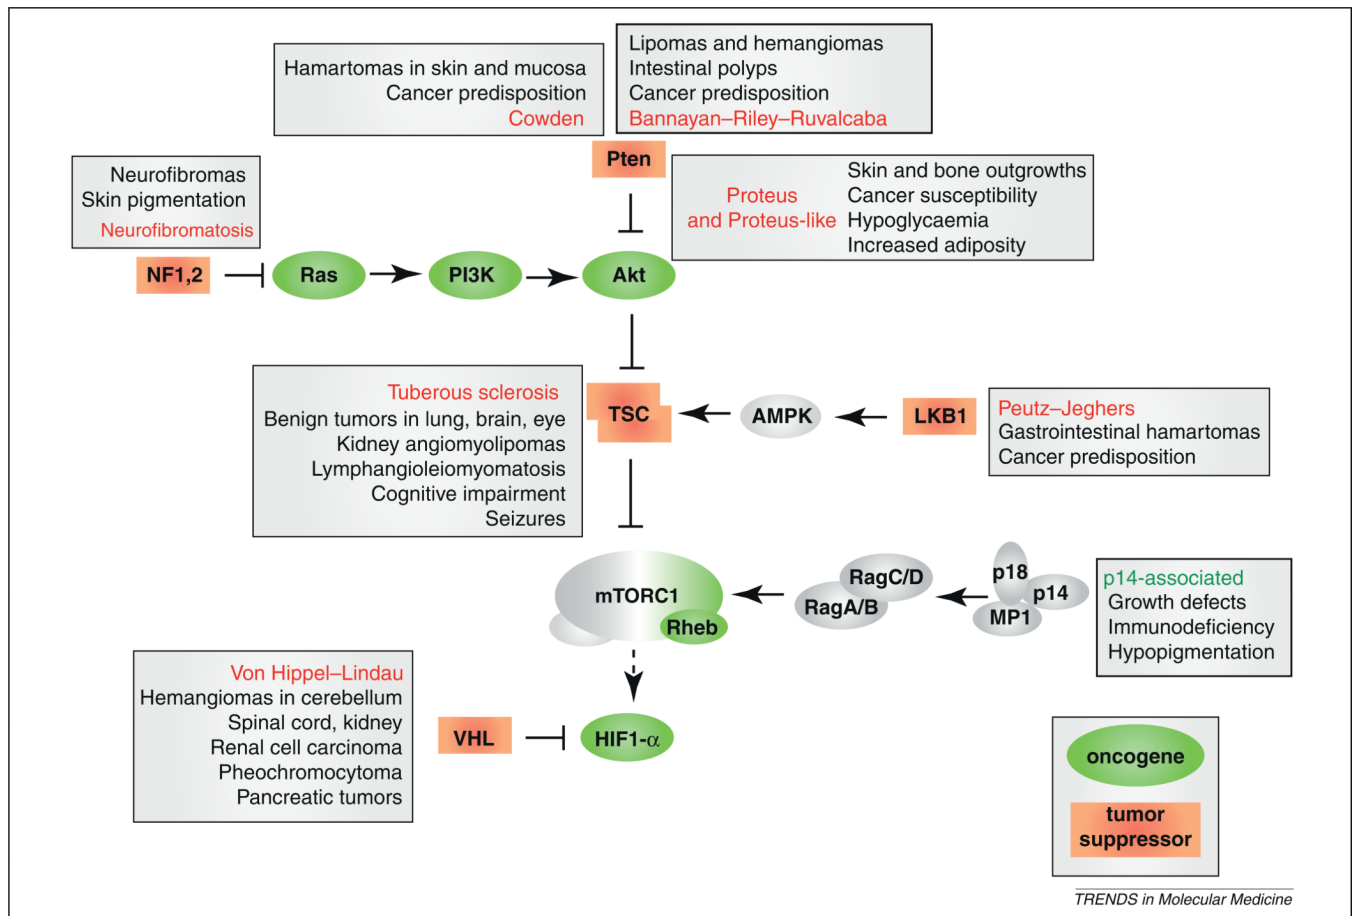 Hamartomas in skin and mucosa
Cancer predisposition
Cowden
Lipomas and hemangiomas
Intestinal polyps
Cancer predisposition
Bannayan–Riley–Ruvalcaba
Pten
Proteus
and Proteus-like
Skin and bone outgrowths
Cancer susceptibility
Hypoglycaemia
Increased adiposity
Neurofibromas
Skin pigmentation
Neurofibromatosis
NF1,2
Ras
PI3K
Akt
Tuberous sclerosis
Benign tumors in lung, brain, eye
Kidney angiomyolipomas
Lymphangioleiomyomatosis
Cognitive impairment
Seizures
TSC
AMPK
LKB1
Peutz–Jeghers
Gastrointestinal hamartomas
Cancer predisposition
mTORC1
Rheb
RagC/D
RagA/B
p18
p14
MP1
p14-associated
Growth defects
Immunodeficiency
Hypopigmentation
Von Hippel–Lindau
Hemangiomas in cerebellum
Spinal cord, kidney
Renal cell carcinoma
Pheochromocytoma
Pancreatic tumors
VHL
HIF1-α
oncogene
tumor
suppressor
TRENDS in Molecular Medicine